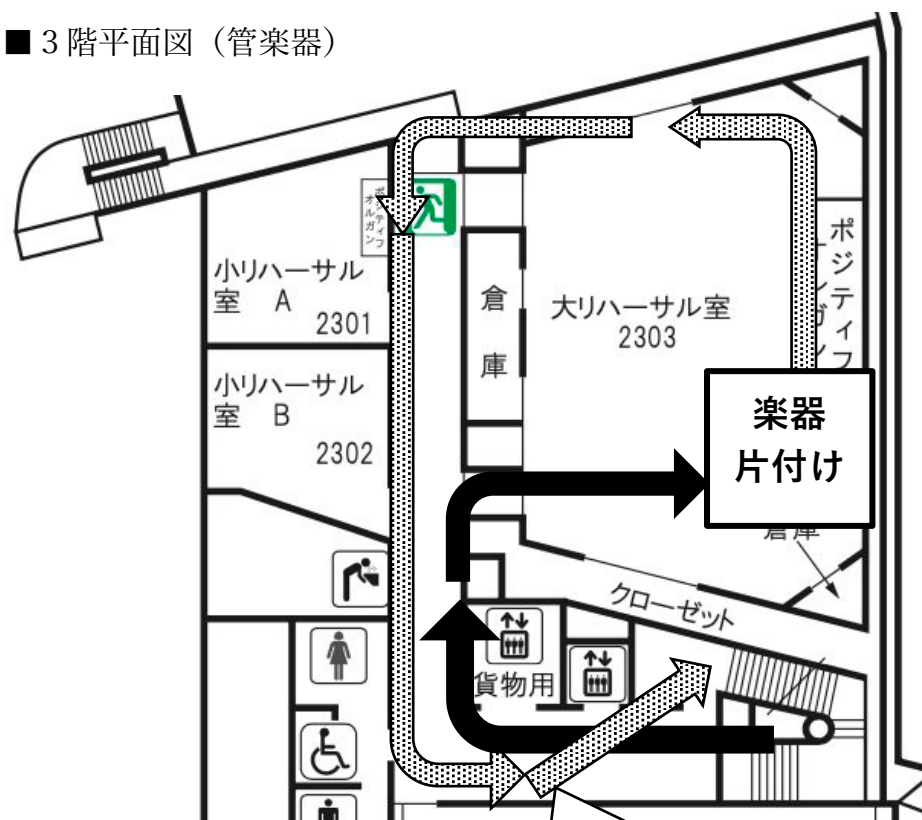 ■３階平面図（管楽器）
ポジティフ
オルガン
小リハーサル
室　A
2301
倉
庫
大リハーサル室
2303
ポジティフ
小リハーサル
室　B
2302
楽器
片付け
倉庫
クローゼット
貨物用